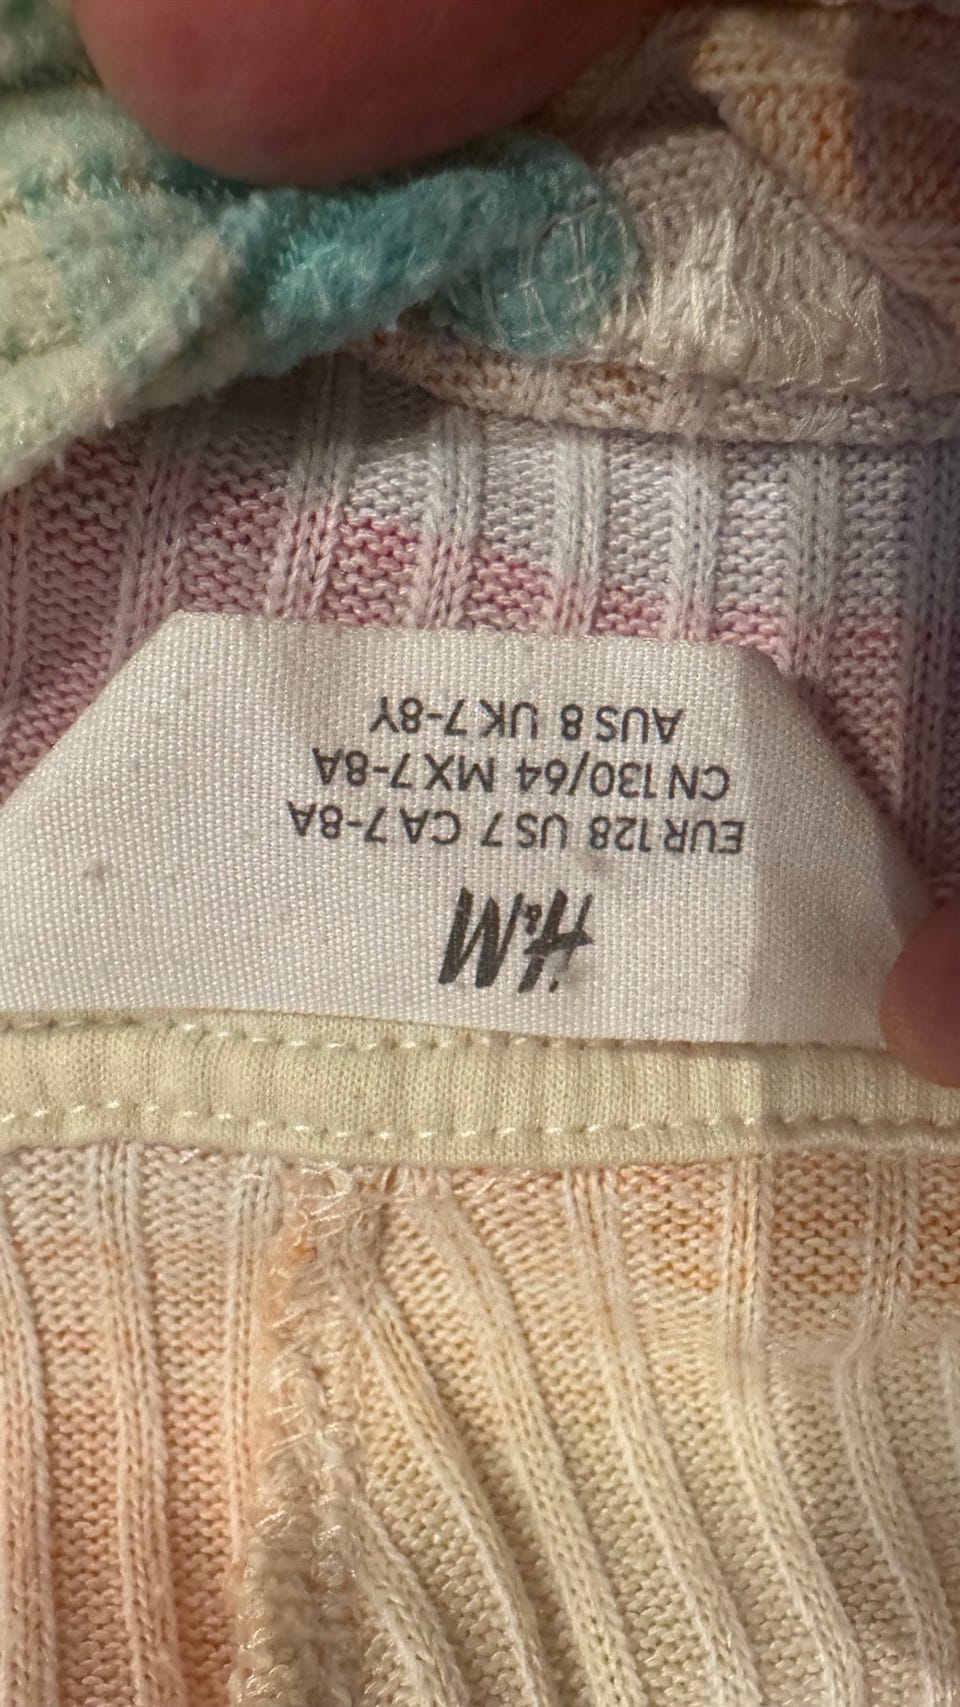 H&M
EUR 128 US 7 CA 7-8A
CN 130/64 MX 7-8A
AUS 8 UK 7-8Y